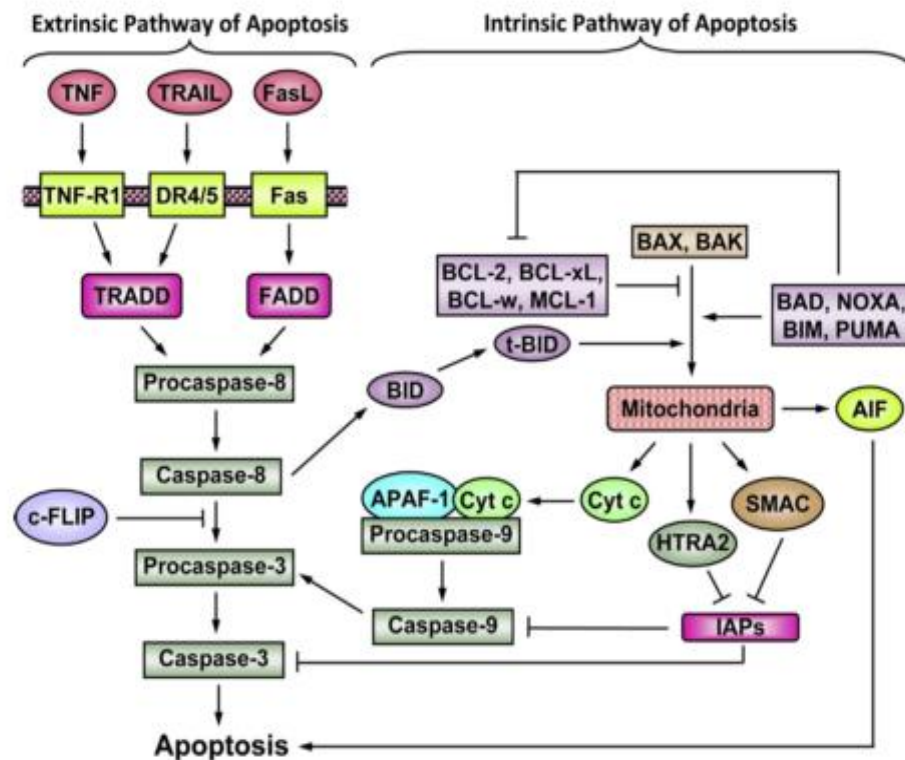 Extrinsic Pathway of Apoptosis
Intrinsic Pathway of Apoptosis
TNF
TRAIL
FasL
TNF-R1
DR4/5
Fas
TRADD
FADD
BCL-2, BCL-xL,
BCL-w, MCL-1
BAX, BAK
BAD, NOXA,
BIM, PUMA
t-BID
BID
Procaspase-8
Mitochondria
AIF
Caspase-8
c-FLIP
APAF-1
Cyt c
Procaspase-9
Cyt c
HTRA2
SMAC
Procaspase-3
Caspase-9
IAPs
Caspase-3
Apoptosis